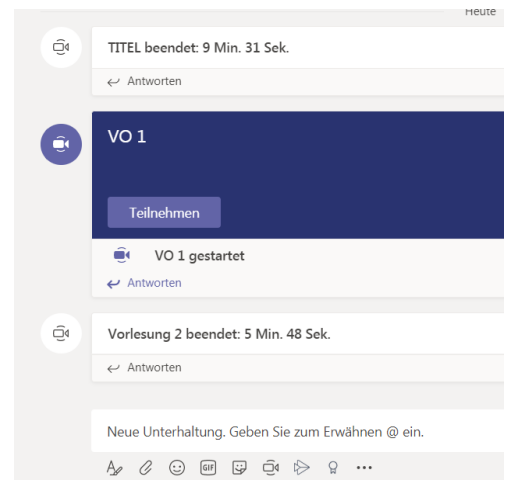 Heute
TITEL beendet: 9 Min. 31 Sek.
Antworten
VO 1
Teilnehmen
VO 1 gestartet
Antworten
Vorlesung 2 beendet: 5 Min. 48 Sek.
Antworten
Neue Unterhaltung. Geben Sie zum Erwähnen @ ein.
GIF